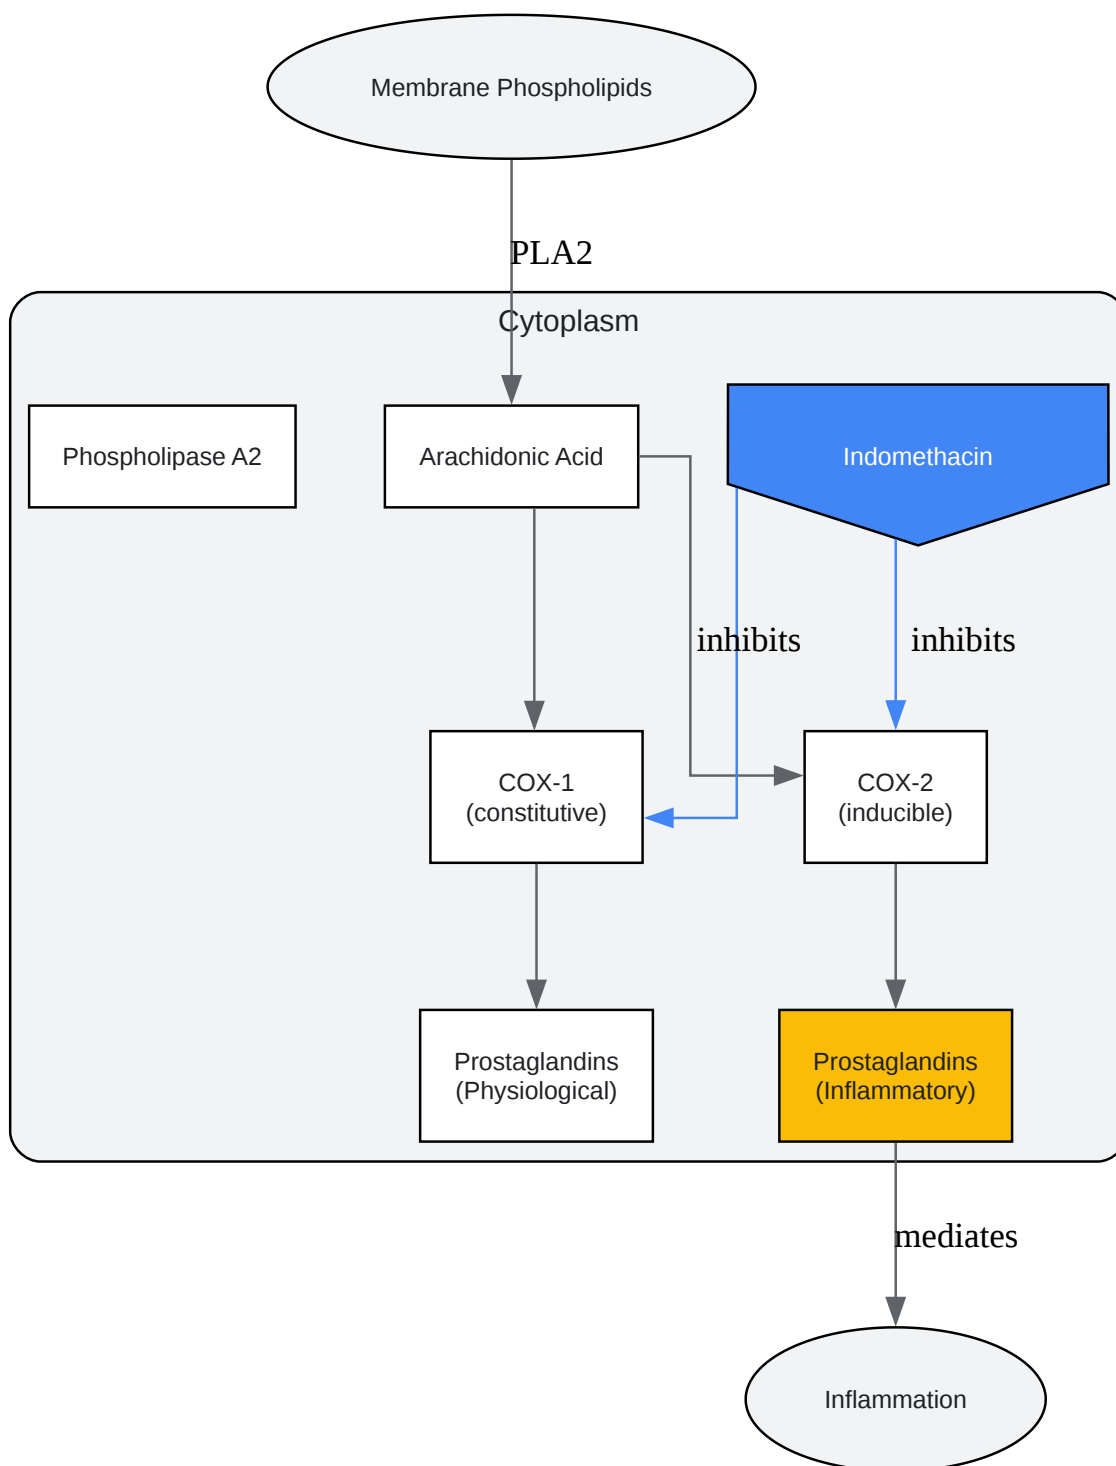 Membrane Phospholipids
PLA2
Cytoplasm
Phospholipase A2
Arachidonic Acid
Indomethacin
inhibits
inhibits
COX-1
(constitutive)
COX-2
(inducible)
Prostaglandins
(Physiological)
Prostaglandins
(Inflammatory)
mediates
Inflammation